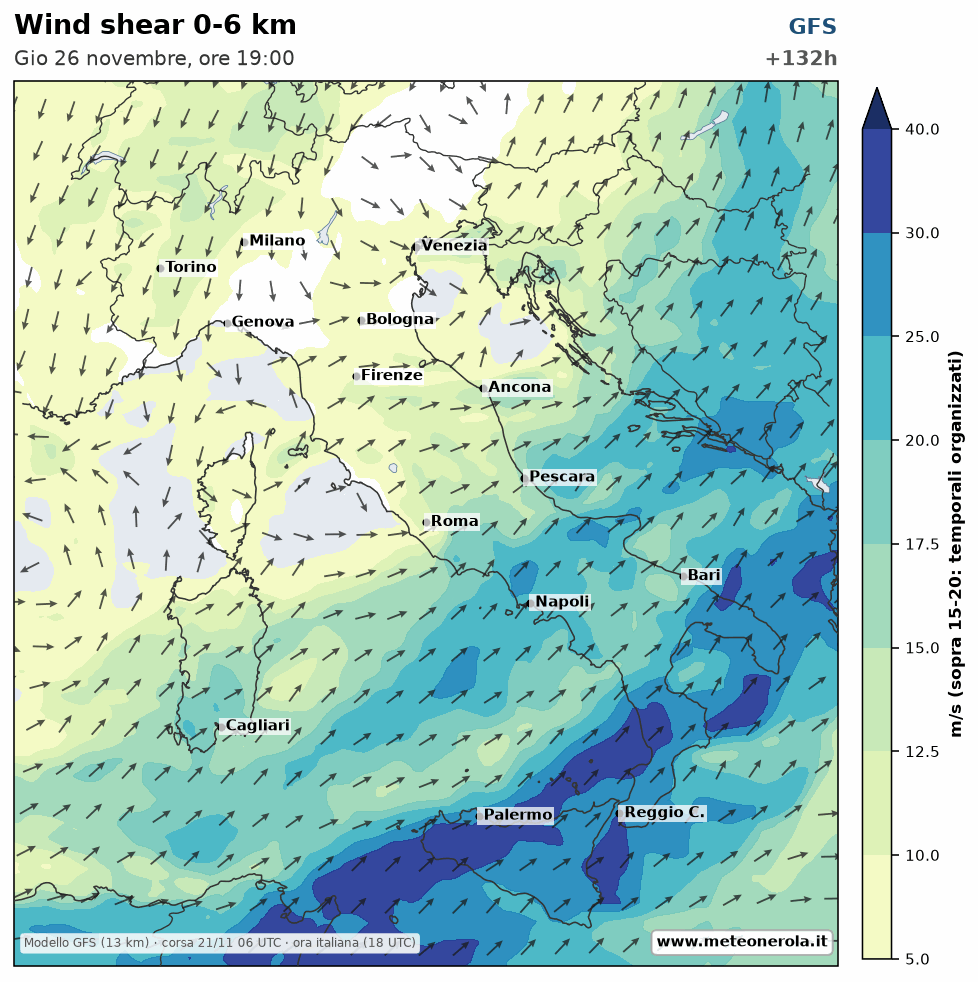 Wind shear 0-6 km
GFS
Gio 26 novembre, ore 19:00
+132h
40.0
30.0
25.0
20.0
17.5
15.0
12.5
10.0
5.0
m/s (sopra 15-20: temporali organizzati)
Milano
Venezia
Torino
Genova
Bologna
Firenze
Ancona
Pescara
Roma
Bari
Napoli
Cagliari
Palermo
Reggio C.
Modello GFS (13 km) · corsa 21/11 06 UTC · ora italiana (18 UTC)
www.meteonerola.it